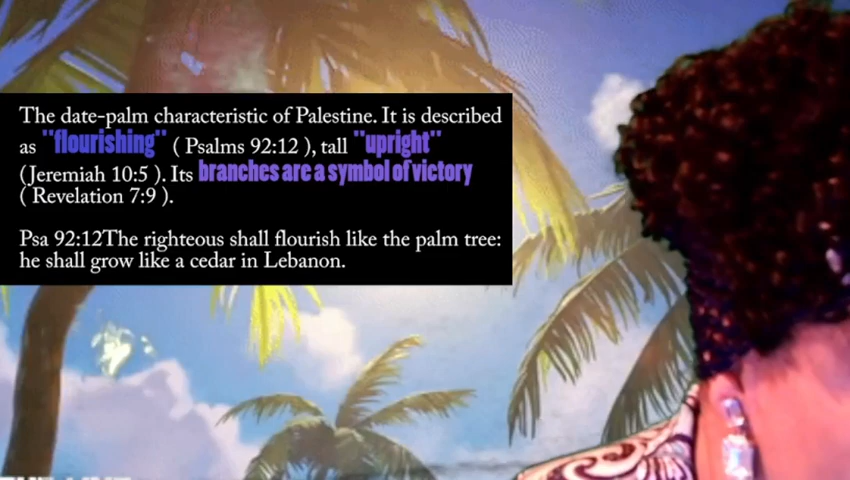 The date-palm characteristic of Palestine. It is described
as "flourishing" ( Psalms 92:12 ), tall "upright"
(Jeremiah 10:5 ). Its branches are a symbol of victory
( Revelation 7:9 ).
Psa 92:12The righteous shall flourish like the palm tree:
he shall grow like a cedar in Lebanon.